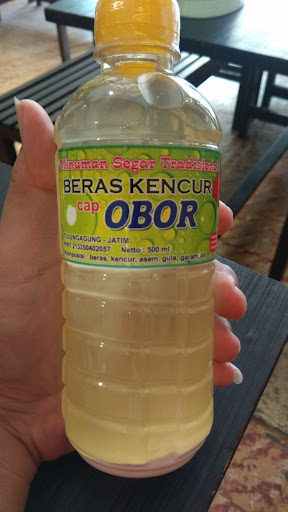 Minuman Segar Tradisional
BERAS KENCUR
cap OBOR
TULUNGAGUNG - JATIM
PIRT 213350402057 Netto : 500 ml
Komposisi : beras, kencur, asem, gula, garam, air